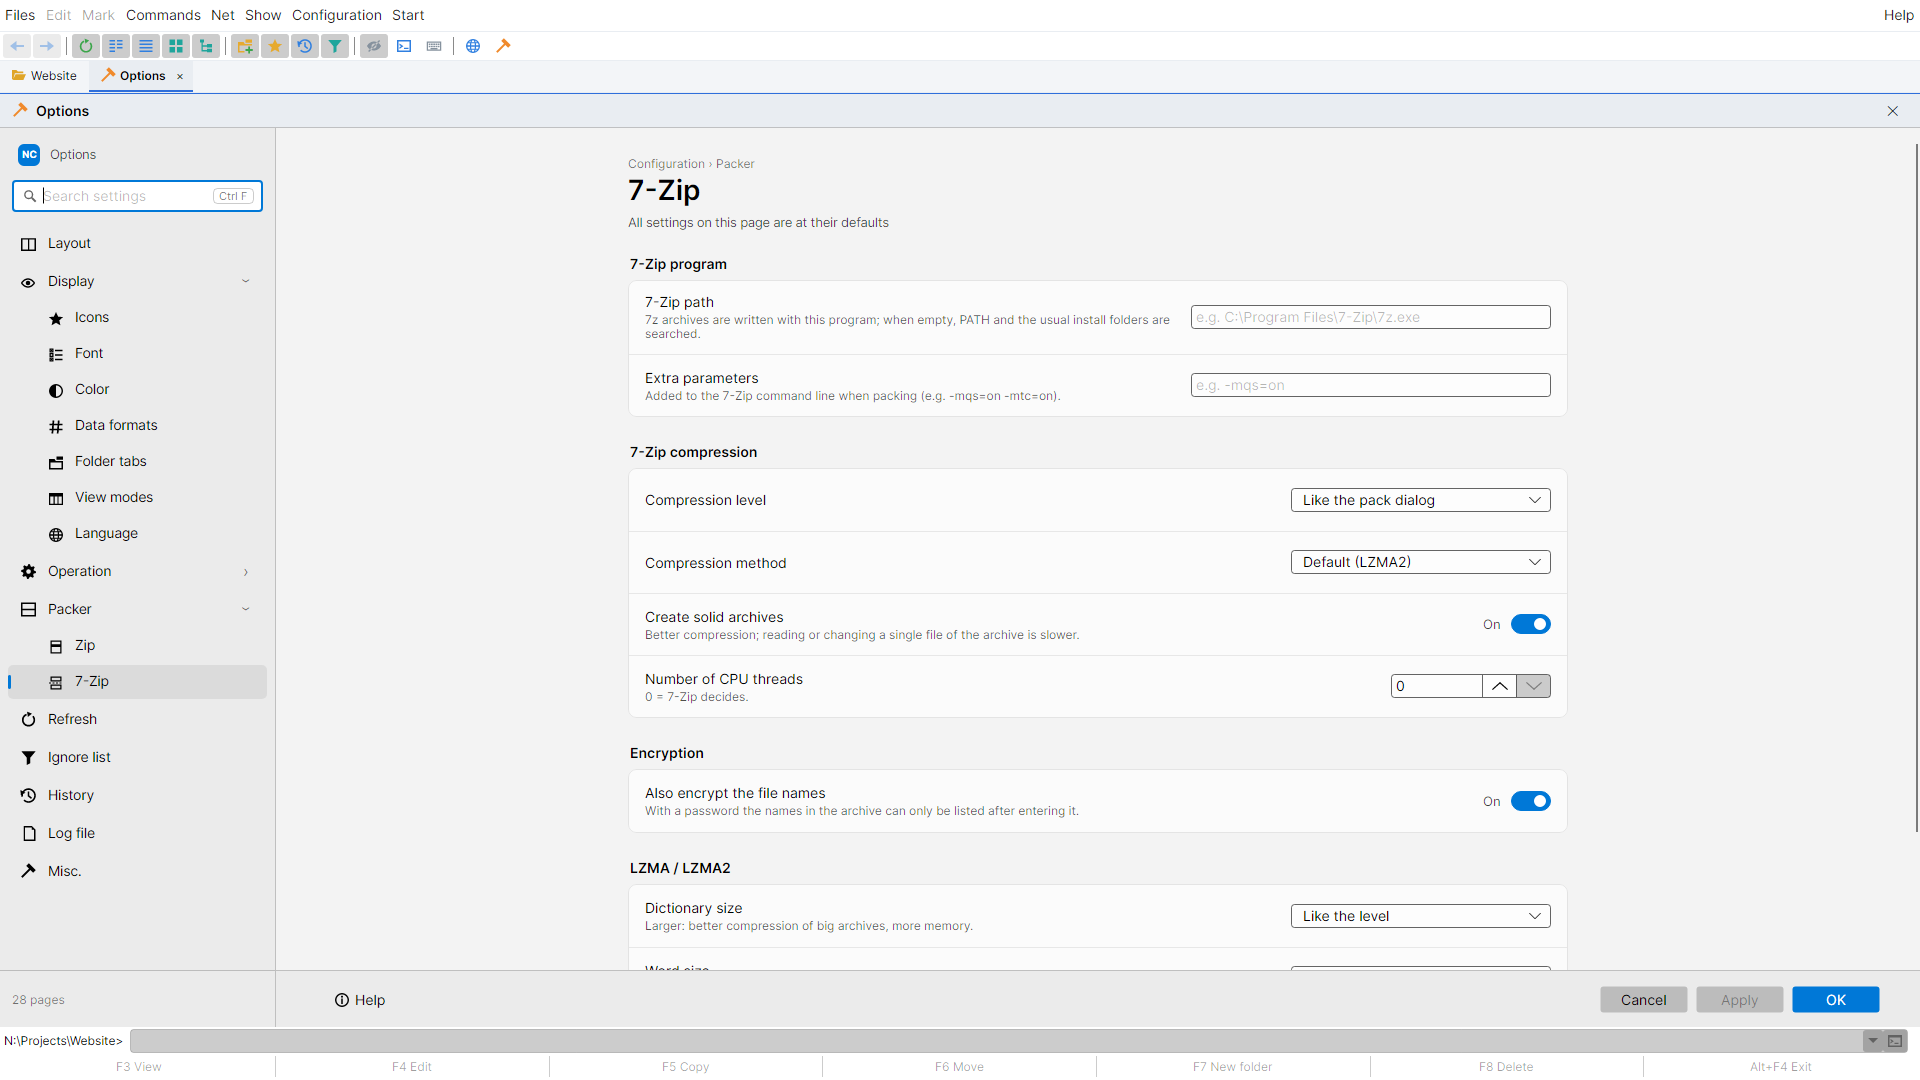 Files Edit Mark Commands Net Show Configuration Start Help
Website Options ×
Options
NC Options
Search settings Ctrl F
Layout
Display
Icons
Font
Color
Data formats
Folder tabs
View modes
Language
Operation
Packer
Zip
7-Zip
Refresh
Ignore list
History
Log file
Misc.
28 pages
Configuration › Packer
7-Zip
All settings on this page are at their defaults
7-Zip program
7-Zip path
7z archives are written with this program; when empty, PATH and the usual install folders are
searched.
e.g. C:\Program Files\7-Zip\7z.exe
Extra parameters
Added to the 7-Zip command line when packing (e.g. -mqs=on -mtc=on).
e.g. -mqs=on
7-Zip compression
Compression level Like the pack dialog
Compression method Default (LZMA2)
Create solid archives
Better compression; reading or changing a single file of the archive is slower.
On
Number of CPU threads
0 = 7-Zip decides.
0
Encryption
Also encrypt the file names
With a password the names in the archive can only be listed after entering it.
On
LZMA / LZMA2
Dictionary size
Larger: better compression of big archives, more memory.
Like the level
Word size
Help Cancel Apply OK
N:\Projects\Website>
F3 View F4 Edit F5 Copy F6 Move F7 New folder F8 Delete Alt+F4 Exit